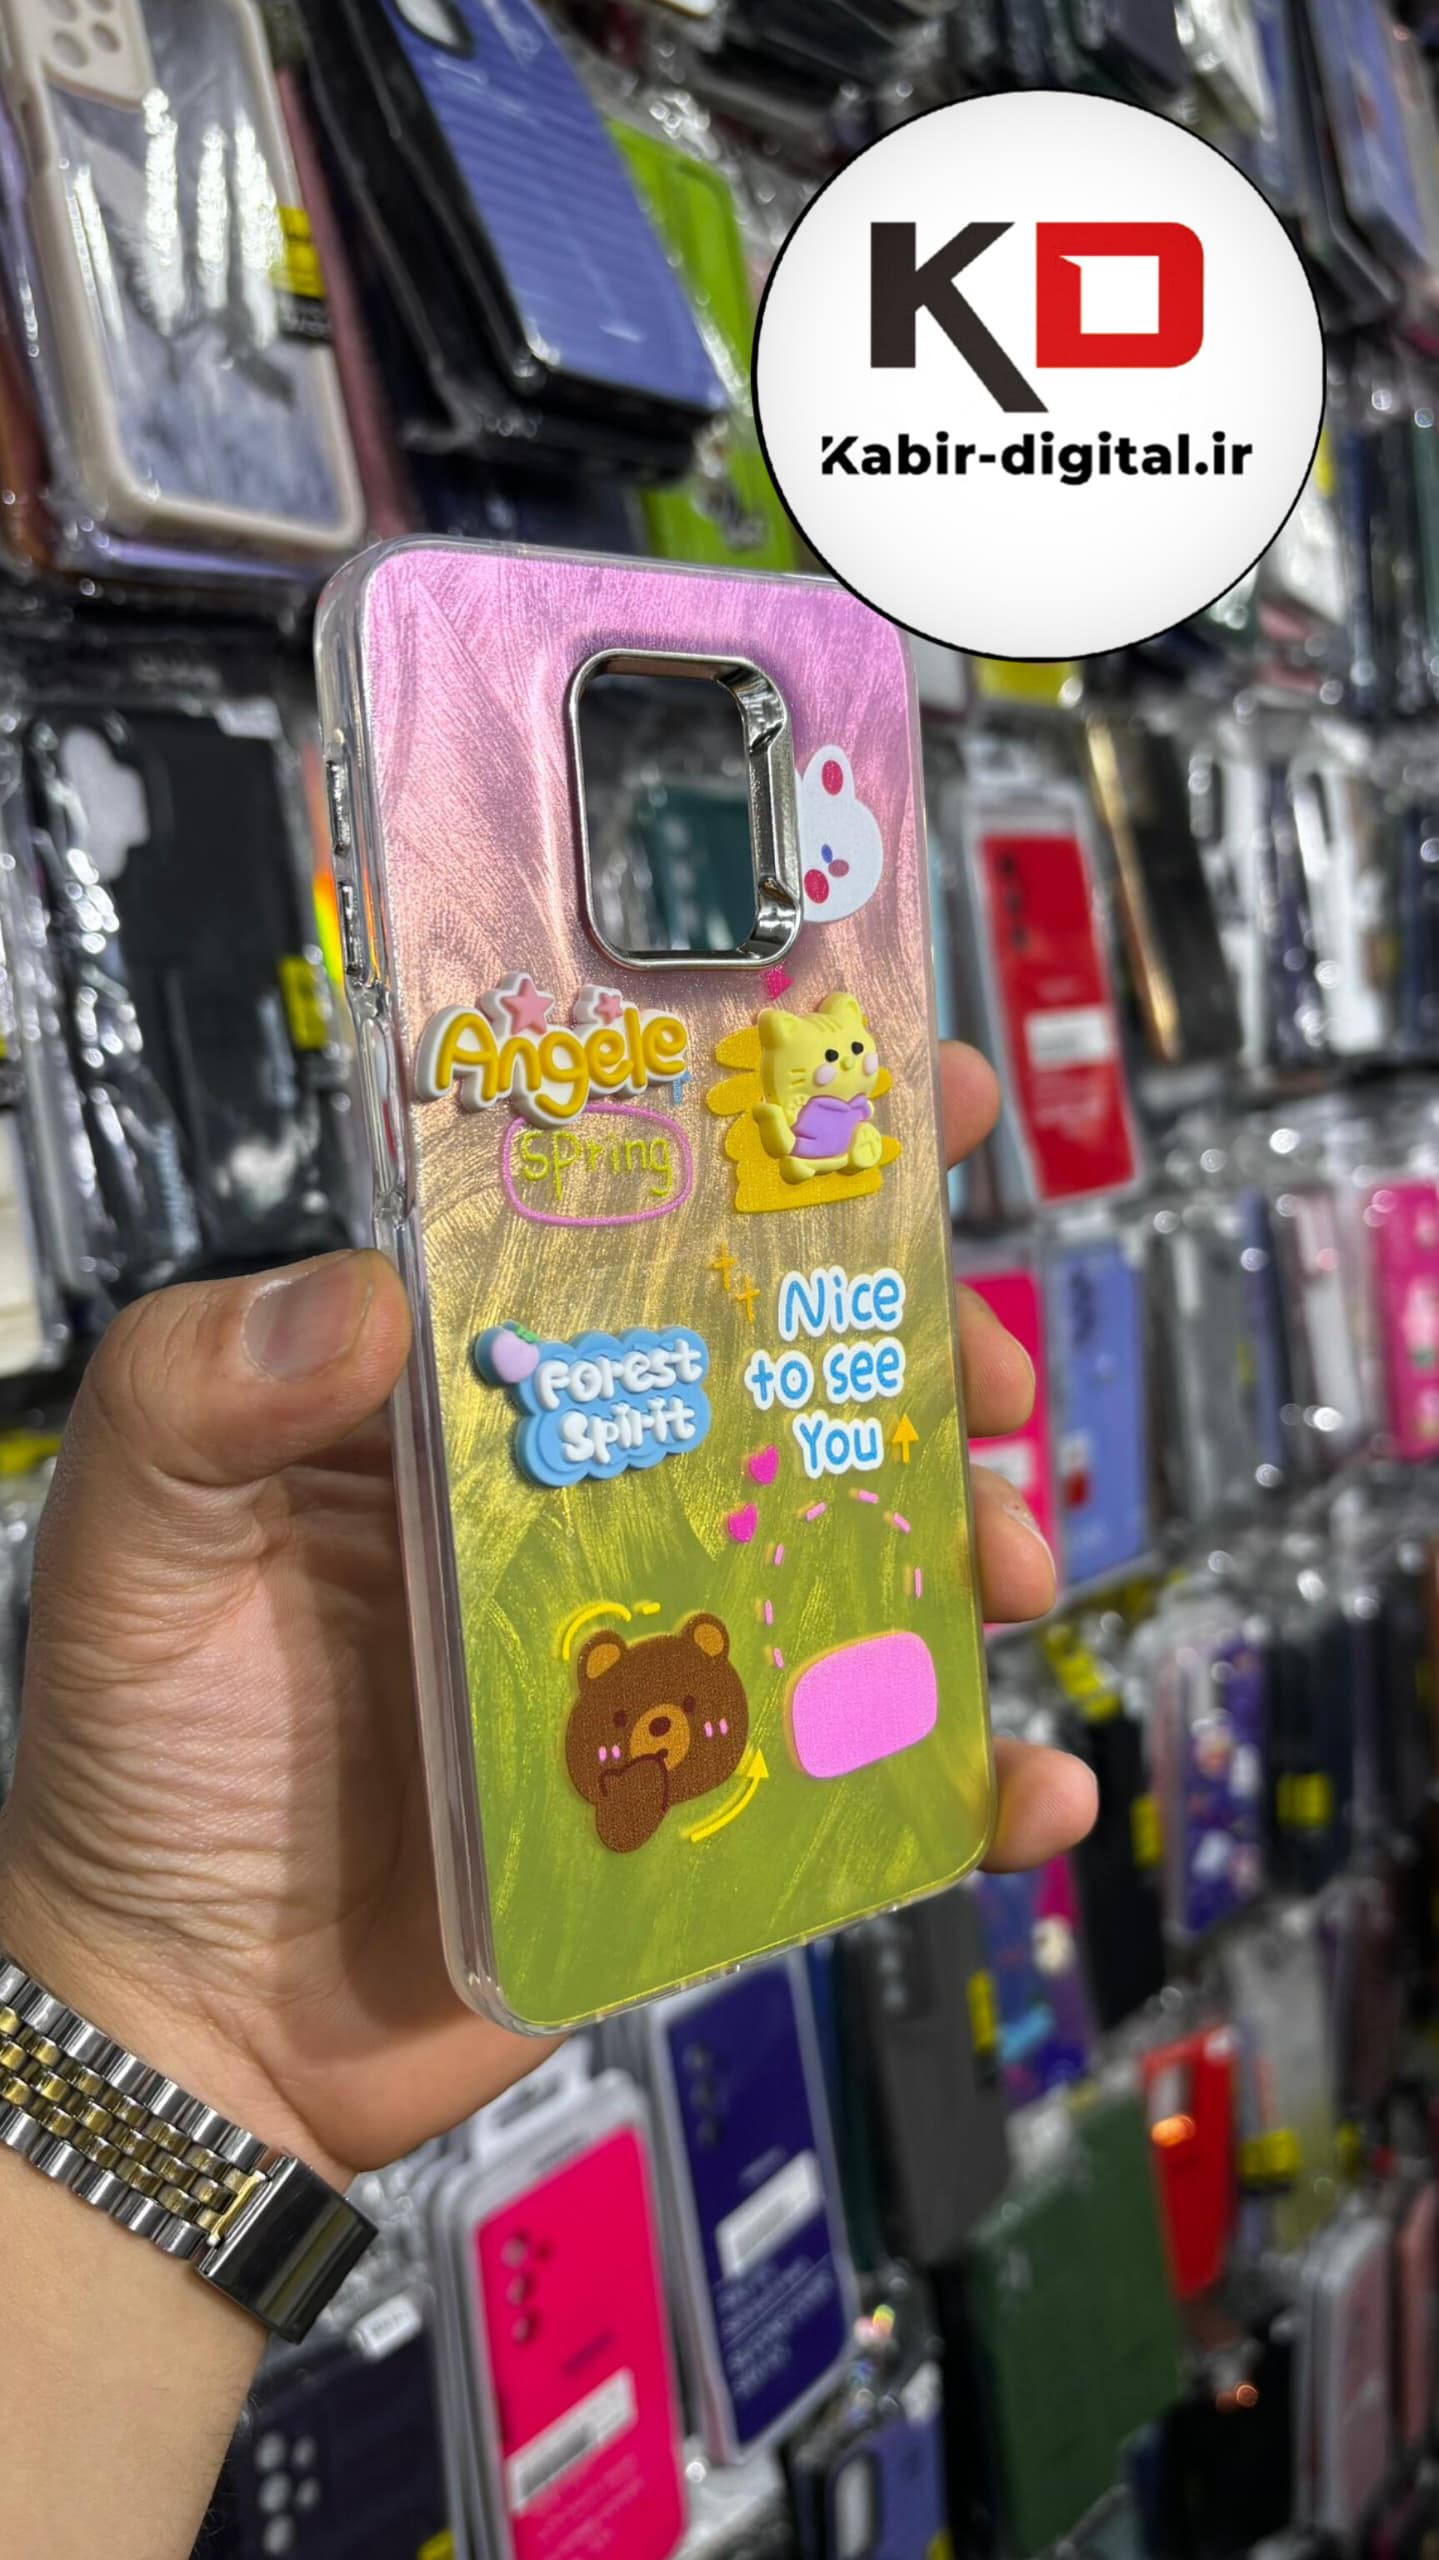 KD
Kabir-digital.ir
Angele
spring
Nice
to see
You
Forest
Spirit